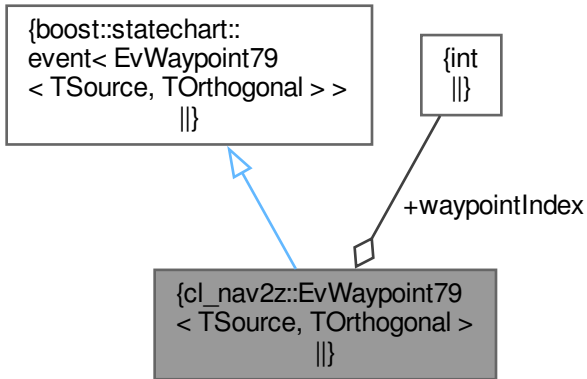 {boost::statechart::
event< EvWaypoint79
< TSource, TOrthogonal > >
||}
{int
||}
+waypointIndex
{cl_nav2z::EvWaypoint79
< TSource, TOrthogonal >
||}